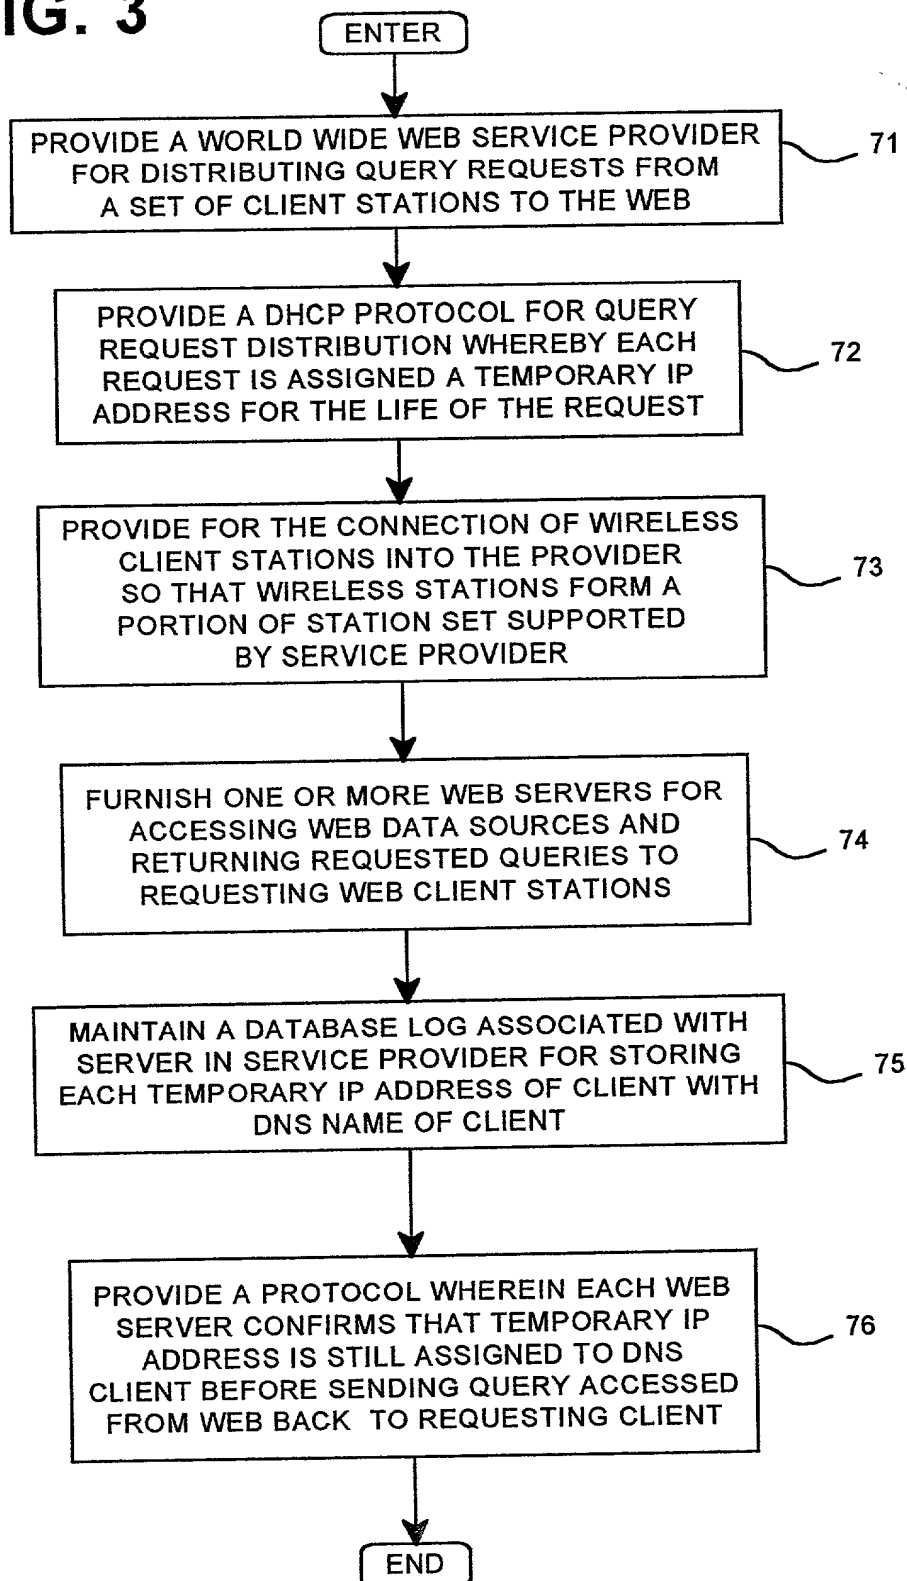 IG. 3
ENTER
PROVIDE A WORLD WIDE WEB SERVICE PROVIDER
FOR DISTRIBUTING QUERY REQUESTS FROM
A SET OF CLIENT STATIONS TO THE WEB
71
PROVIDE A DHCP PROTOCOL FOR QUERY
REQUEST DISTRIBUTION WHEREBY EACH
REQUEST IS ASSIGNED A TEMPORARY IP
ADDRESS FOR THE LIFE OF THE REQUEST
72
PROVIDE FOR THE CONNECTION OF WIRELESS
CLIENT STATIONS INTO THE PROVIDER
SO THAT WIRELESS STATIONS FORM A
PORTION OF STATION SET SUPPORTED
BY SERVICE PROVIDER
73
FURNISH ONE OR MORE WEB SERVERS FOR
ACCESSING WEB DATA SOURCES AND
RETURNING REQUESTED QUERIES TO
REQUESTING WEB CLIENT STATIONS
74
MAINTAIN A DATABASE LOG ASSOCIATED WITH
SERVER IN SERVICE PROVIDER FOR STORING
EACH TEMPORARY IP ADDRESS OF CLIENT WITH
DNS NAME OF CLIENT
75
PROVIDE A PROTOCOL WHEREIN EACH WEB
SERVER CONFIRMS THAT TEMPORARY IP
ADDRESS IS STILL ASSIGNED TO DNS
CLIENT BEFORE SENDING QUERY ACCESSED
FROM WEB BACK TO REQUESTING CLIENT
76
END